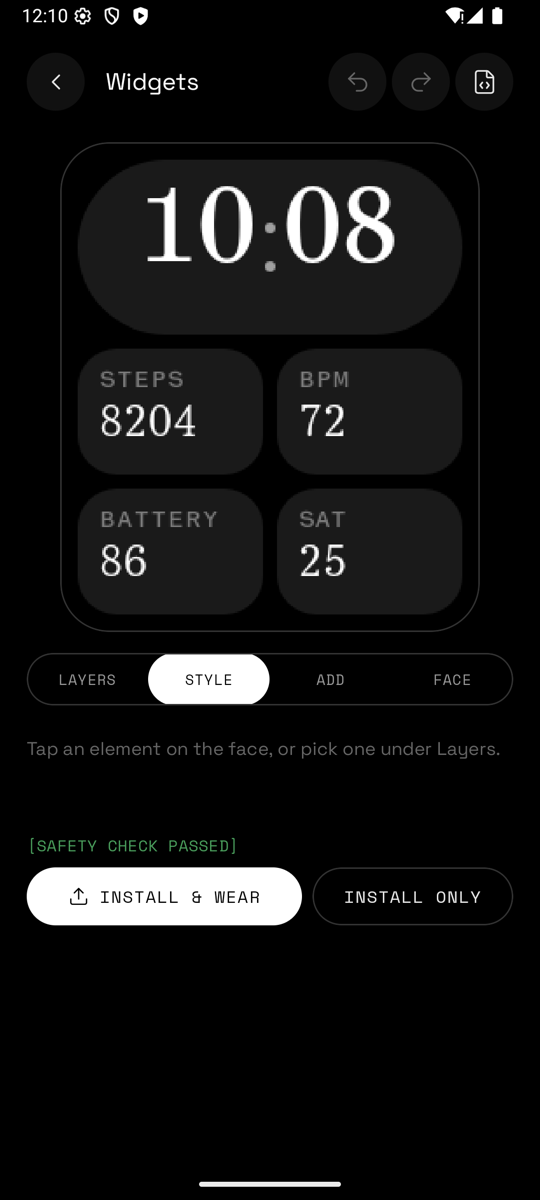 12:10
Widgets
10:08
STEPS
8204
BPM
72
BATTERY
86
SAT
25
LAYERS
STYLE
ADD
FACE
Tap an element on the face, or pick one under Layers.
[SAFETY CHECK PASSED]
INSTALL & WEAR
INSTALL ONLY